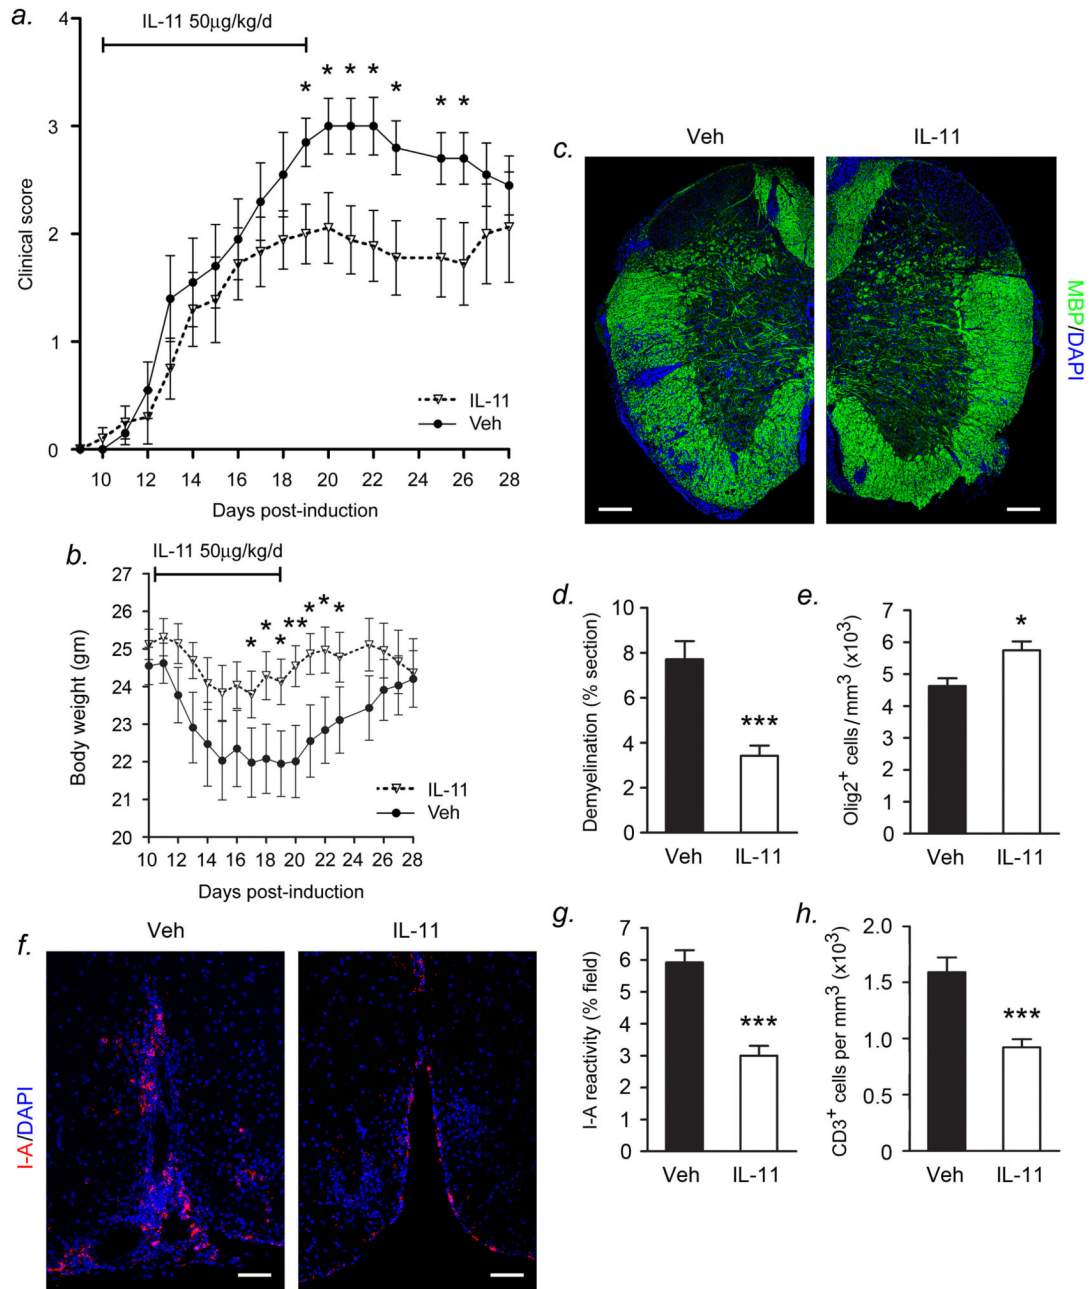 a.
IL-11 50µg/kg/d
4
3
2
1
0
Clinical score
* * * * * * *
IL-11
Veh
10 12 14 16 18 20 22 24 26 28
Days post-induction
b.
IL-11 50µg/kg/d
27
26
25
24
23
22
21
20
Body weight (gm)
* * * ** * * *
IL-11
Veh
10 12 14 16 18 20 22 24 26 28
Days post-induction
c.
Veh IL-11
MBP/DAPI
d.
Demyelination (% section)
10
8
6
4
2
0
***
Veh IL-11
e.
Olig2+ cells/mm3 (x103)
7
6
5
4
3
2
1
0
*
Veh IL-11
f.
Veh IL-11
I-A/DAPI
g.
I-A reactivity (% field)
7
6
5
4
3
2
1
0
***
Veh IL-11
h.
CD3+ cells per mm3 (x103)
2.0
1.5
1.0
0.5
0
***
Veh IL-11